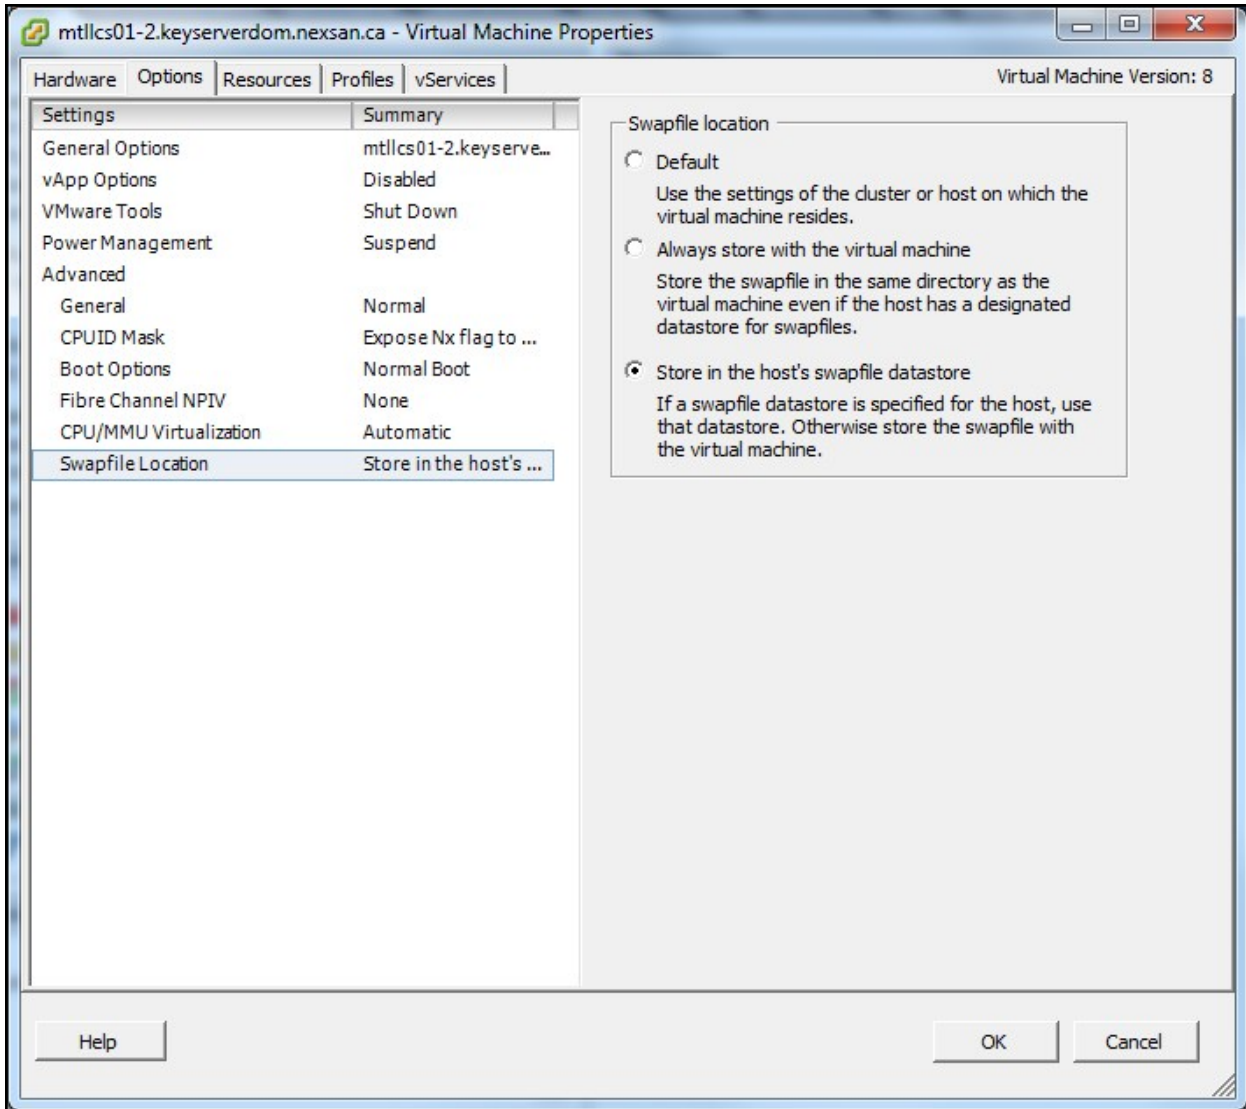 mtllcs01-2.keyserverdom.nexsan.ca - Virtual Machine Properties
Hardware Options Resources Profiles vServices Virtual Machine Version: 8
Settings Summary
General Options mtllcs01-2.keyserve...
vApp Options Disabled
VMware Tools Shut Down
Power Management Suspend
Advanced
General Normal
CPUID Mask Expose Nx flag to ...
Boot Options Normal Boot
Fibre Channel NPIV None
CPU/MMU Virtualization Automatic
Swapfile Location Store in the host's ...
Swapfile location
Default
Use the settings of the cluster or host on which the
virtual machine resides.
Always store with the virtual machine
Store the swapfile in the same directory as the
virtual machine even if the host has a designated
datastore for swapfiles.
Store in the host's swapfile datastore
If a swapfile datastore is specified for the host, use
that datastore. Otherwise store the swapfile with
the virtual machine.
Help OK Cancel